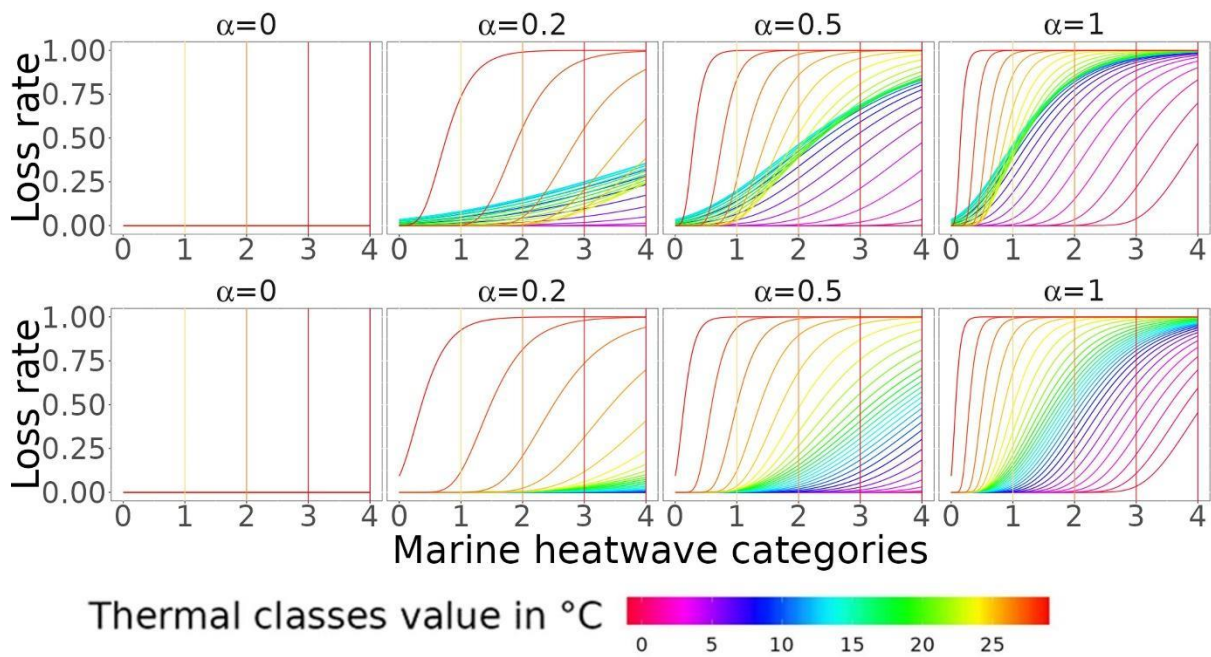 α=0 α=0.2 α=0.5 α=1
Loss rate
1.00
0.75
0.50
0.25
0.00
0 1 2 3 4 0 1 2 3 4 0 1 2 3 4 0 1 2 3 4
α=0 α=0.2 α=0.5 α=1
Loss rate
1.00
0.75
0.50
0.25
0.00
0 1 2 3 4 0 1 2 3 4 0 1 2 3 4 0 1 2 3 4
Marine heatwave categories
Thermal classes value in °C
0 5 10 15 20 25